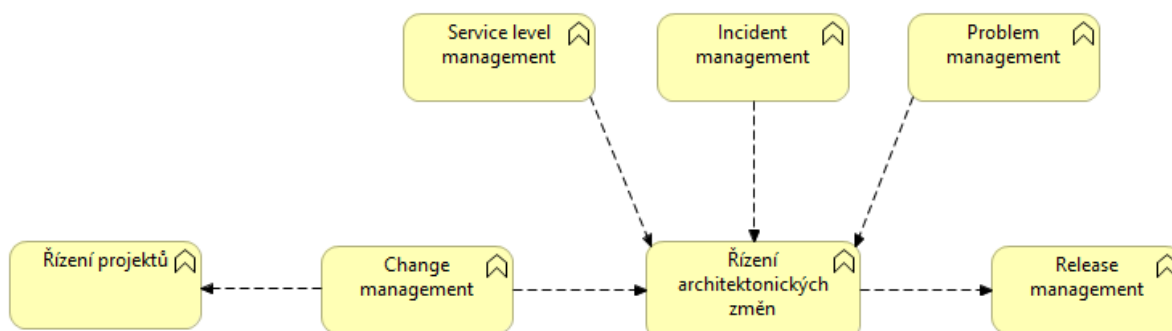 Service level
management
Incident
management
Problem
management
Řízení projektů
Change
management
Řízení
architektonických
změn
Release
management